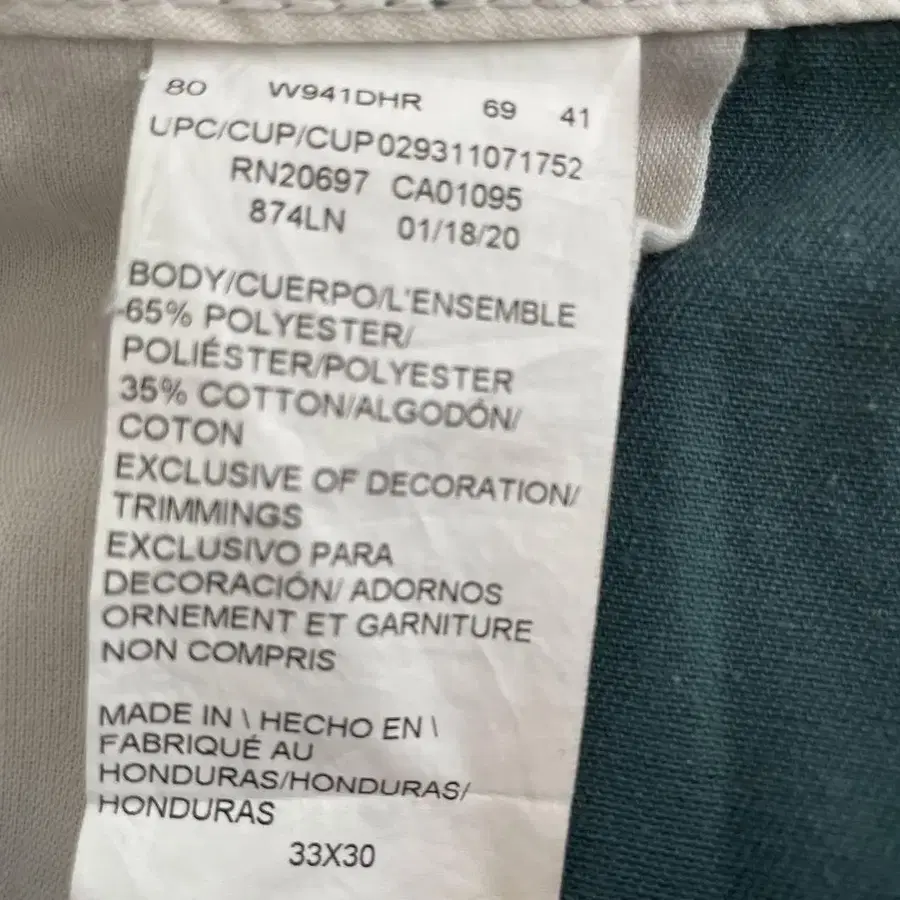 80 W941DHR 69 41
UPC/CUP/CUP 029311071752
RN20697 CA01095
874LN 01/18/20
BODY/CUERPO/L'ENSEMBLE
65% POLYESTER/
POLIÉSTER/POLYESTER
35% COTTON/ALGODÓN/
COTON
EXCLUSIVE OF DECORATION/
TRIMMINGS
EXCLUSIVO PARA
DECORACIÓN/ ADORNOS
ORNEMENT ET GARNITURE
NON COMPRIS
MADE IN \ HECHO EN \
FABRIQUÉ AU
HONDURAS/HONDURAS/
HONDURAS
33X30